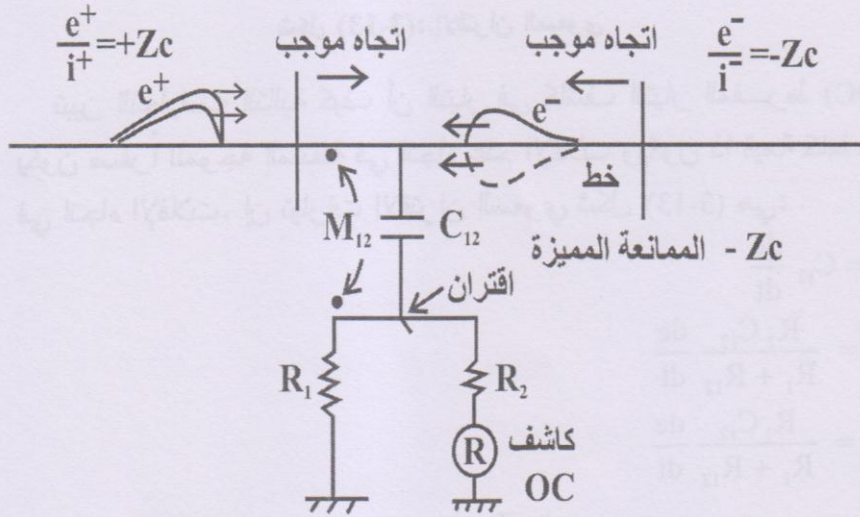 e⁺/i⁺ =+Zc
اتجاه موجب
اتجاه موجب
e⁻/i⁻ =-Zc
e⁺
e⁻
خط
M₁₂
C₁₂
الممانعة المميزة - Zc
اقتران
R₁
R₂
R
كاشف
OC